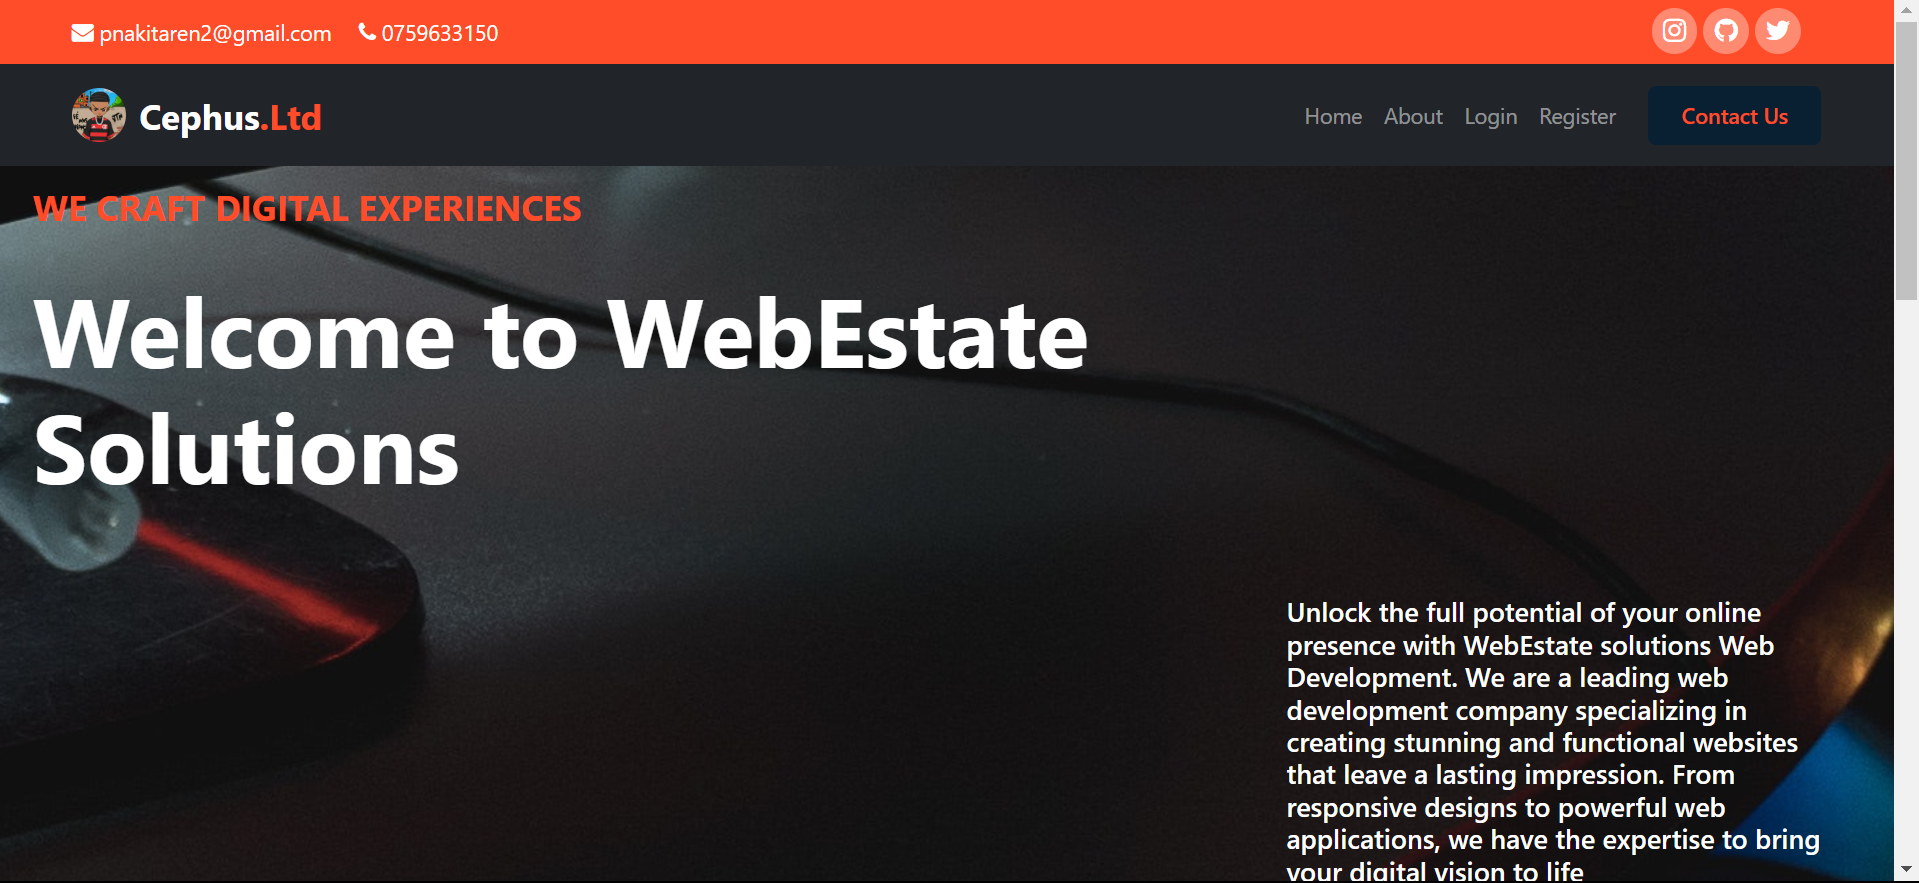 pnakitaren2@gmail.com 0759633150
Cephus.Ltd
Home About Login Register Contact Us
WE CRAFT DIGITAL EXPERIENCES
Welcome to WebEstate
Solutions
Unlock the full potential of your online
presence with WebEstate solutions Web
Development. We are a leading web
development company specializing in
creating stunning and functional websites
that leave a lasting impression. From
responsive designs to powerful web
applications, we have the expertise to bring
your digital vision to life